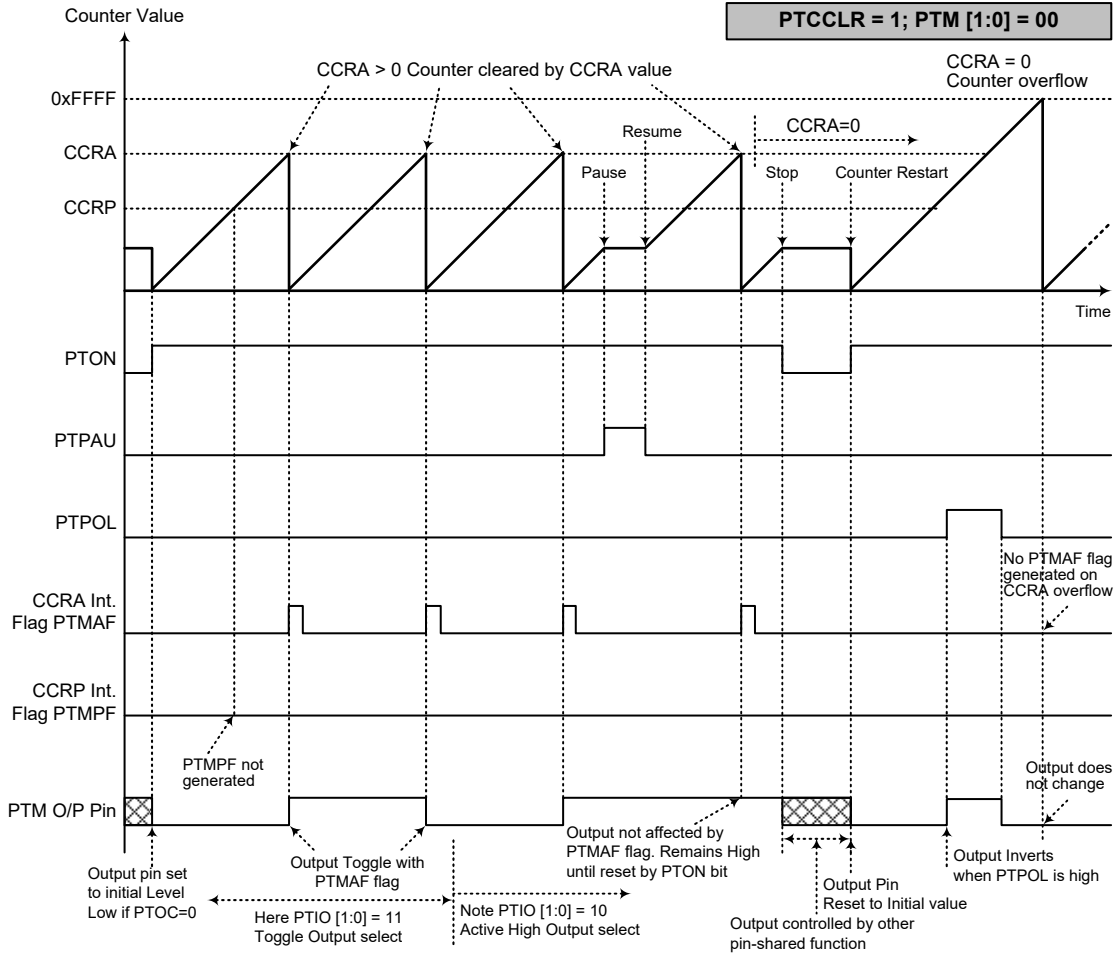 Counter Value
PTCCLR = 1; PTM [1:0] = 00
CCRA > 0 Counter cleared by CCRA value
CCRA = 0
Counter overflow
0xFFFF
CCRA
CCRP
Resume
CCRA=0
Pause
Stop
Counter Restart
Time
PTON
PTPAU
PTPOL
No PTMAF flag
generated on
CCRA overflow
CCRA Int.
Flag PTMAF
CCRP Int.
Flag PTMPF
PTMPF not
generated
Output does
not change
PTM O/P Pin
Output pin set
to initial Level
Low if PTOC=0
Output Toggle with
PTMAF flag
Here PTIO [1:0] = 11
Toggle Output select
Note PTIO [1:0] = 10
Active High Output select
Output not affected by
PTMAF flag. Remains High
until reset by PTON bit
Output Pin
Reset to Initial value
Output controlled by other
pin-shared function
Output Inverts
when PTPOL is high